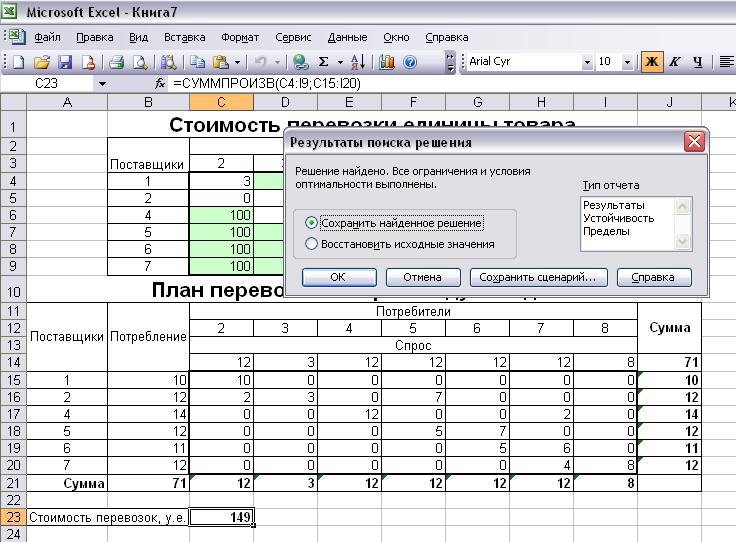 Microsoft Excel - Книга7
Файл Правка Вид Вставка Формат Сервис Данные Окно Справка
Arial Cyr 10 Ж К Ч
C23 fx =СУММПРОИЗВ(C4:I9;C15:I20)
A B C D E F G H I J K
1 Стоимость перевозки единицы товара
2
3 Поставщики 2
4 1 3
5 2 0
6 4 100
7 5 100
8 6 100
9 7 100
Результаты поиска решения
Решение найдено. Все ограничения и условия
оптимальности выполнены.
Тип отчета
Результаты
Устойчивость
Пределы
Сохранить найденное решение
Восстановить исходные значения
ОК Отмена Сохранить сценарий... Справка
10 План перево
11 Потребители
12 Поставщики Потребление 2 3 4 5 6 7 8 Сумма
13 Спрос
14 12 3 12 12 12 12 8 71
15 1 10 10 0 0 0 0 0 0 10
16 2 12 2 3 0 7 0 0 0 12
17 4 14 0 0 12 0 0 2 0 14
18 5 12 0 0 0 5 7 0 0 12
19 6 11 0 0 0 0 5 6 0 11
20 7 12 0 0 0 0 0 4 8 12
21 Сумма 71 12 3 12 12 12 12 8
22
23 Стоимость перевозок, у.е. 149
24